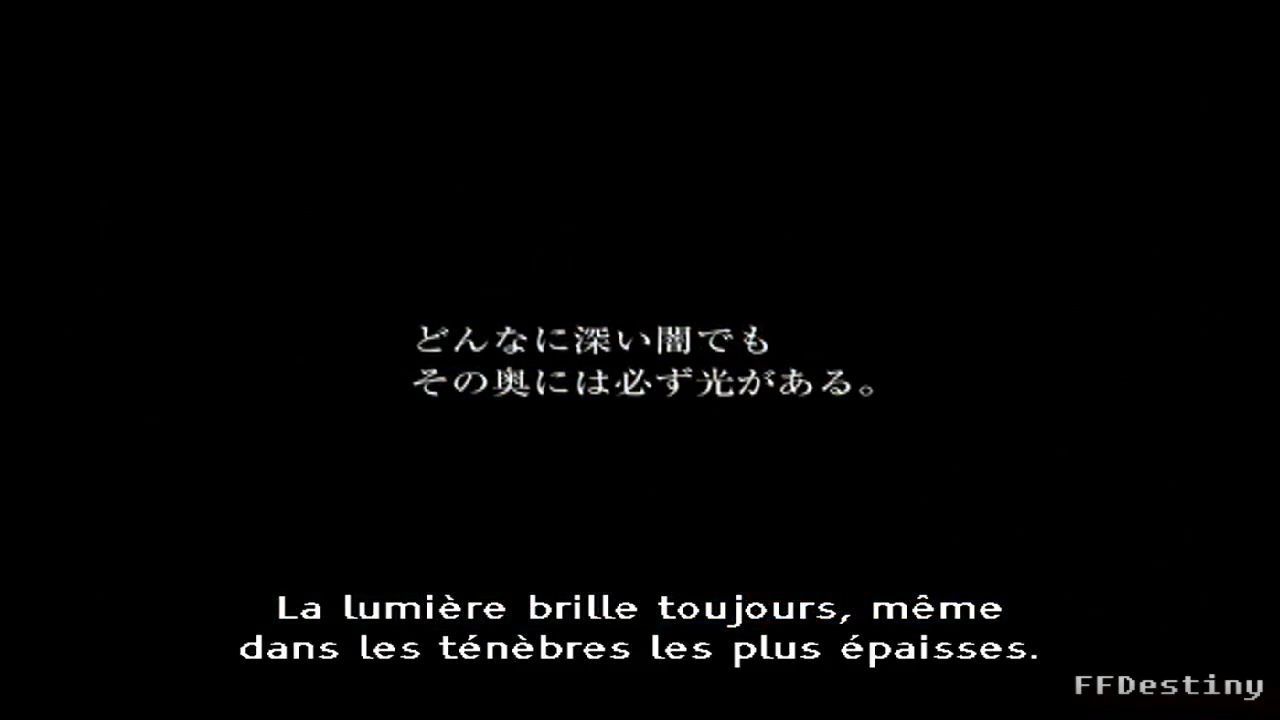 どんなに深い闇でも
その奥には必ず光がある。
La lumière brille toujours, même
dans les ténèbres les plus épaisses.
FFDestiny